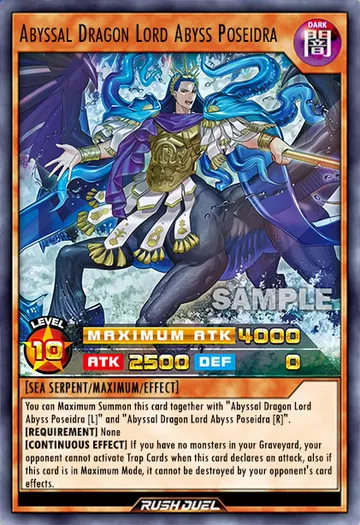 Abyssal Dragon Lord Abyss Poseidra
DARK
闇
SAMPLE
LEVEL
10
MAXIMUM ATK 4000
ATK 2500 DEF 0
[SEA SERPENT/MAXIMUM/EFFECT]
You can Maximum Summon this card together with "Abyssal Dragon Lord
Abyss Poseidra [L]" and "Abyssal Dragon Lord Abyss Poseidra [R]".
[REQUIREMENT] None
[CONTINUOUS EFFECT] If you have no monsters in your Graveyard, your
opponent cannot activate Trap Cards when this card declares an attack, also if
this card is in Maximum Mode, it cannot be destroyed by your opponent's card
effects.
RUSH DUEL